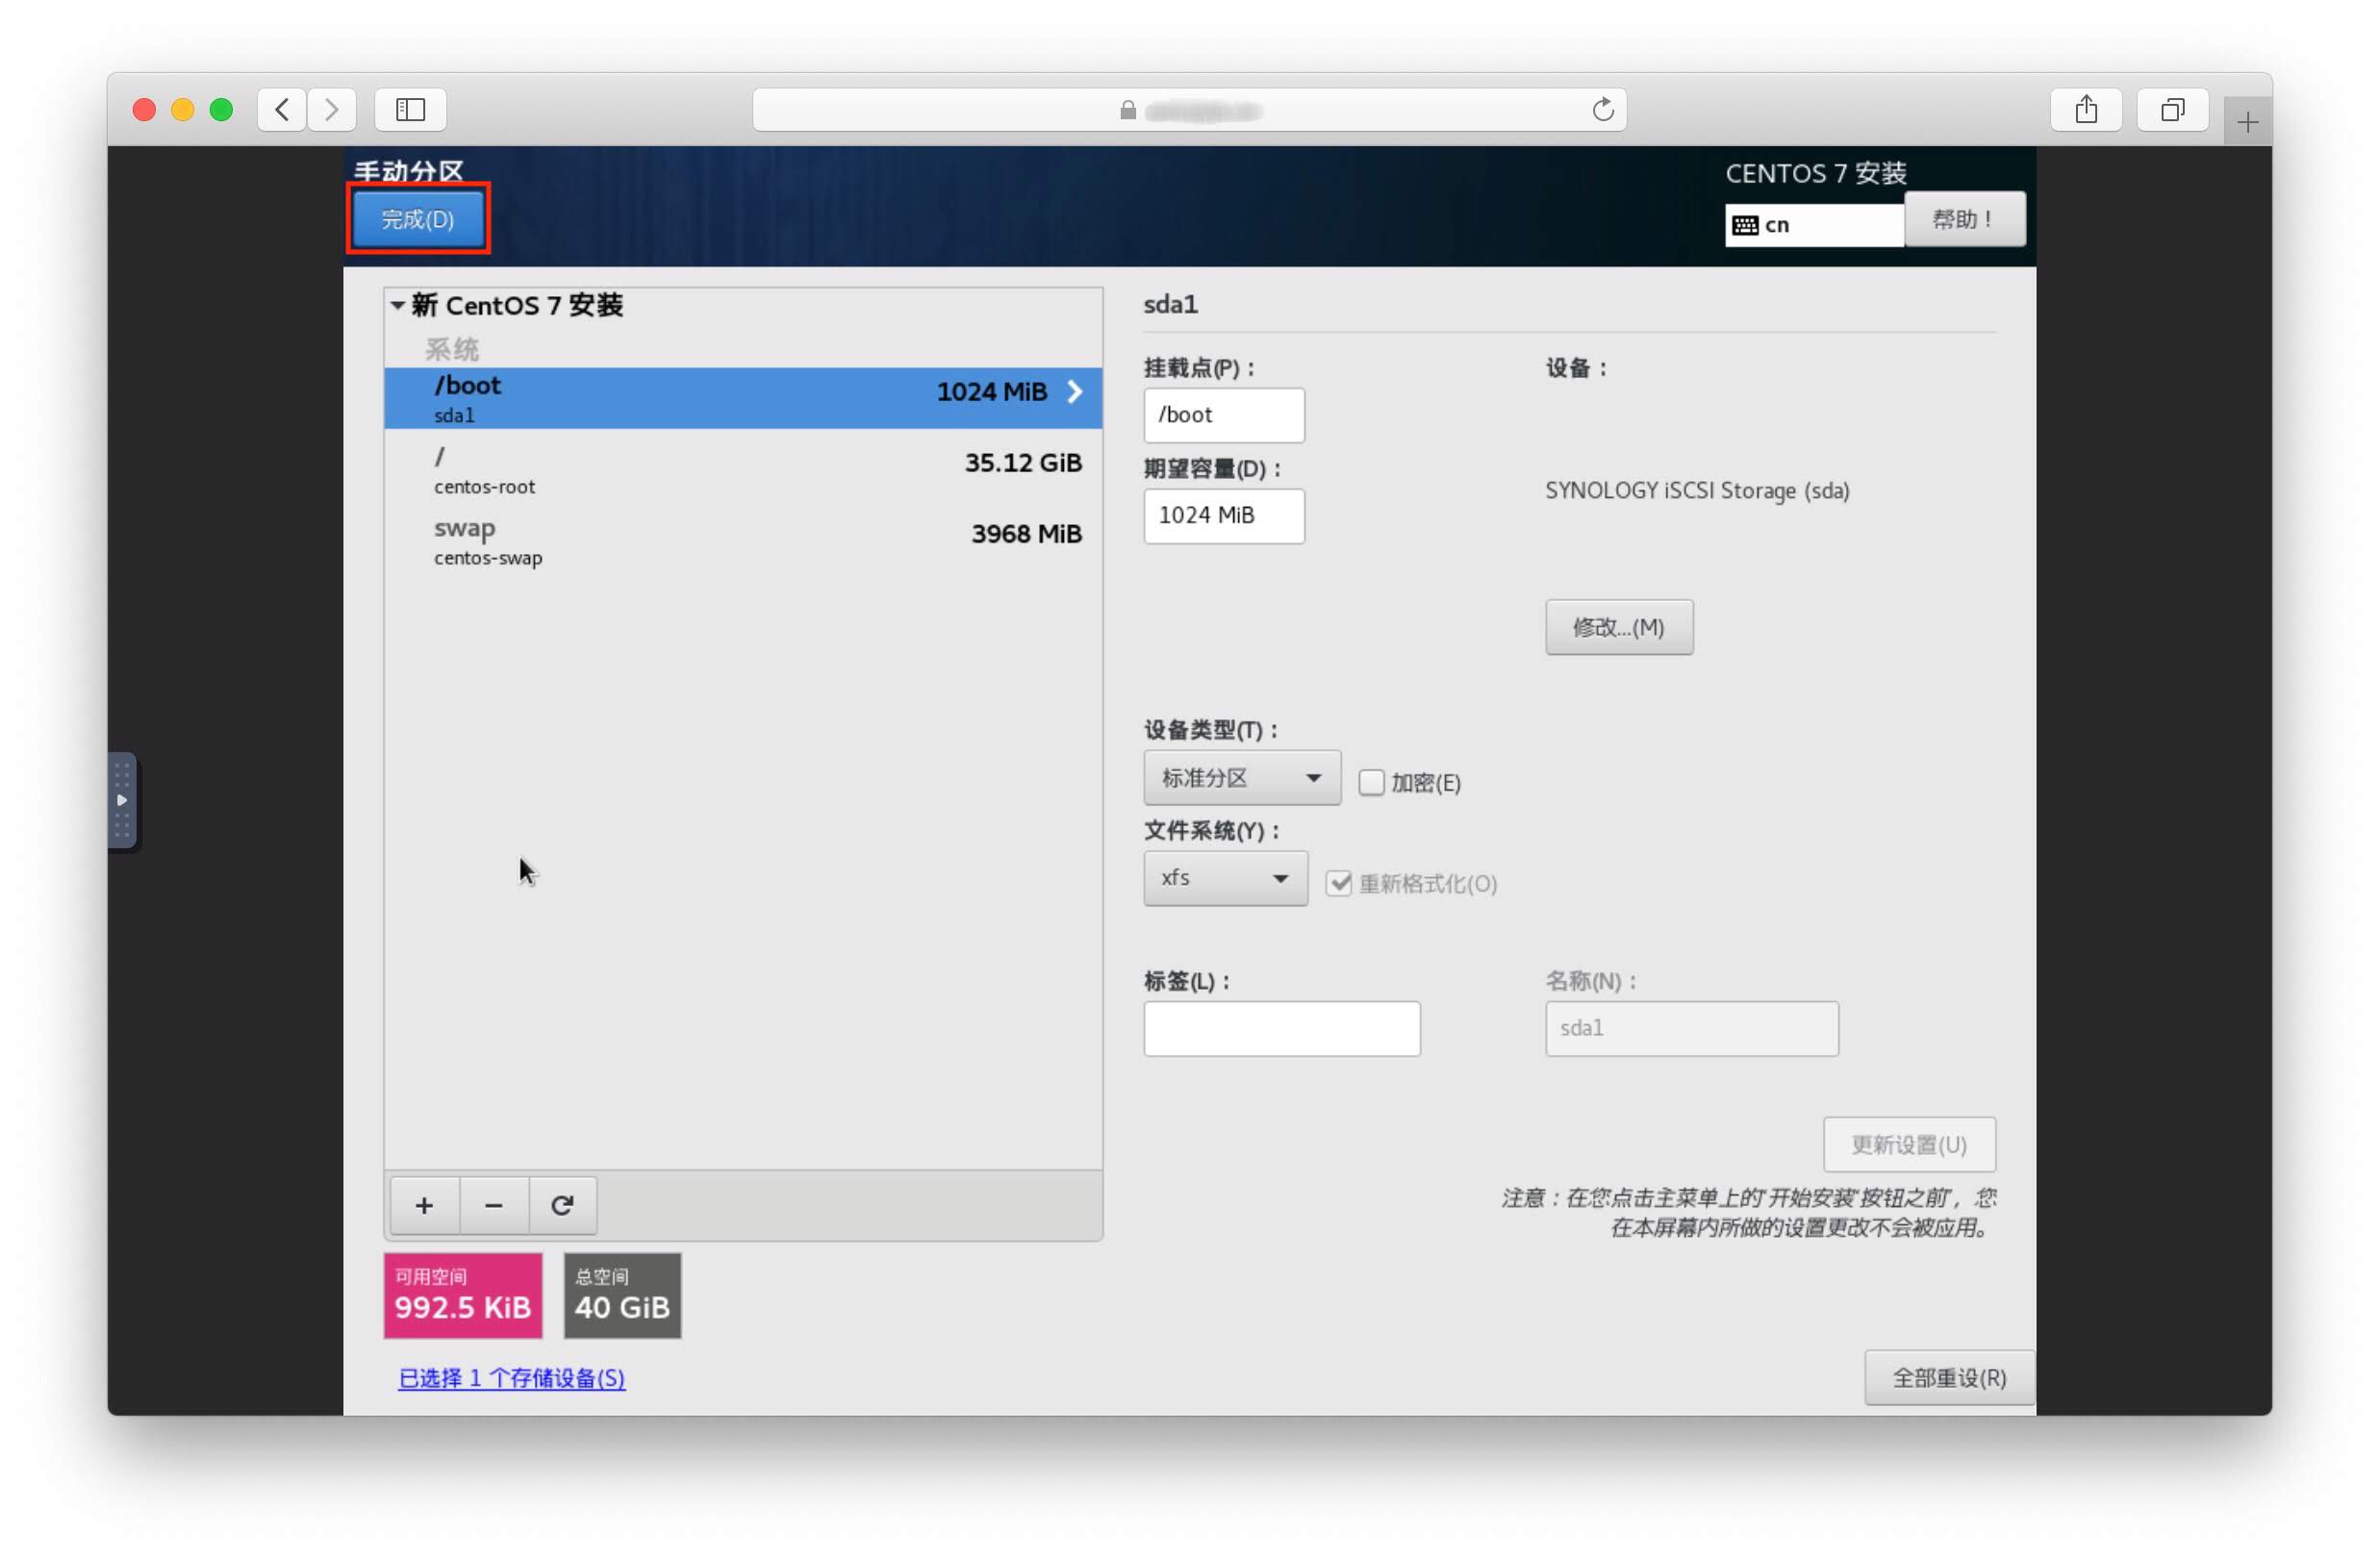 手动分区
完成(D)
CENTOS 7 安装
cn
帮助！
新 CentOS 7 安装
系统
/boot
1024 MiB
sda1
/
35.12 GiB
centos-root
swap
3968 MiB
centos-swap
可用空间
992.5 KiB
总空间
40 GiB
已选择 1 个存储设备(S)
sda1
挂载点(P)：
/boot
期望容量(D)：
1024 MiB
设备：
SYNOLOGY iSCSI Storage (sda)
修改...(M)
设备类型(T)：
标准分区
加密(E)
文件系统(Y)：
xfs
重新格式化(O)
标签(L)：
名称(N)：
sda1
更新设置(U)
注意：在您点击主菜单上的'开始安装'按钮之前'，您
在本屏幕内所做的设置更改不会被应用。
全部重设(R)